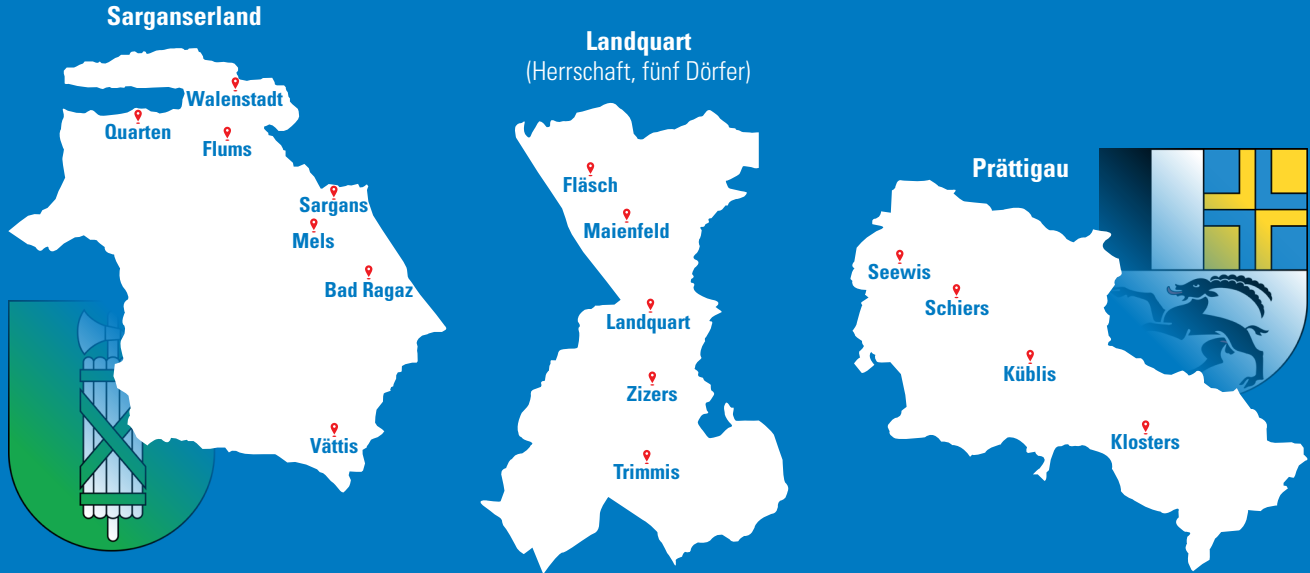 Sarganserland
Walenstadt
Quarten
Flums
Sargans
Mels
Bad Ragaz
Vättis
Landquart
(Herrschaft, fünf Dörfer)
Fläsch
Maienfeld
Landquart
Zizers
Trimmis
Prättigau
Seewis
Schiers
Küblis
Klosters